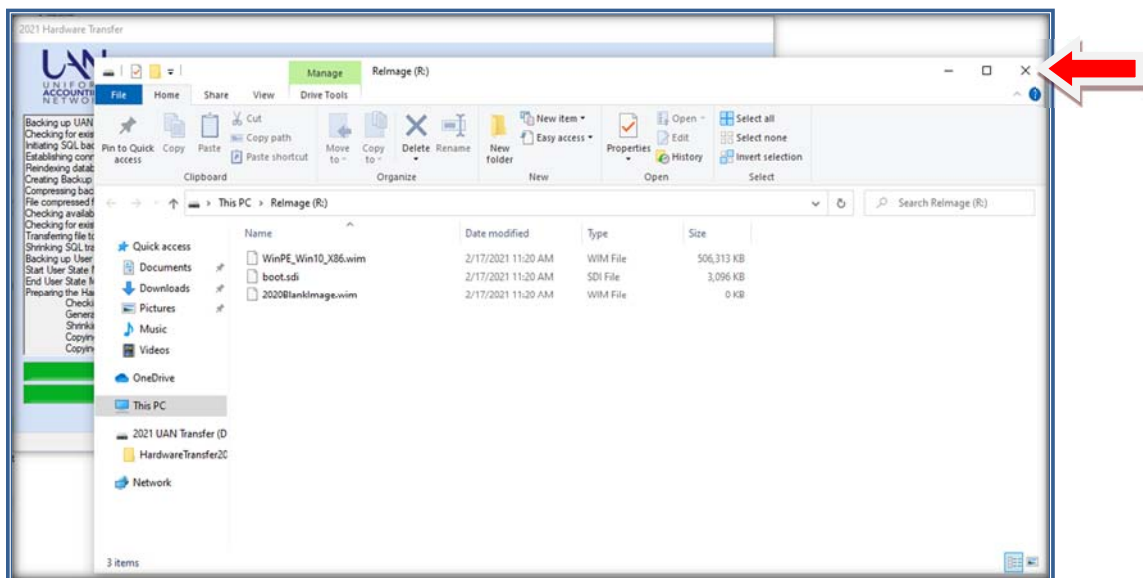 2021 Hardware Transfer
UAN
UNIFOR
ACCOUNTI
NETWO
Manage ReImage (R:)
File Home Share View Drive Tools
Pin to Quick access
Copy
Paste
Cut
Copy path
Paste shortcut
Clipboard
Move to
Copy to
Delete
Rename
Organize
New folder
New item
Easy access
New
Properties
Open
Edit
History
Open
Select all
Select none
Invert selection
Select
This PC > ReImage (R:)
Search ReImage (R:)
Backing up UAN
Checking for exis
Initiating SQL bac
Establishing conn
Reindexing datab
Creating Backup
Compressing bac
File compressed f
Checking availab
Checking for exis
Transferring file to
Shrinking SQL tra
Backing up User
Start User State M
End User State M
Preparing the Har
Checki
Genera
Shrinki
Copyin
Copyin
Quick access
Documents
Downloads
Pictures
Music
Videos
OneDrive
This PC
2021 UAN Transfer (D
HardwareTransfer20
Network
Name Date modified Type Size
WinPE_Win10_X86.wim 2/17/2021 11:20 AM WIM File 506,313 KB
boot.sdi 2/17/2021 11:20 AM SDI File 3,096 KB
2020BlankImage.wim 2/17/2021 11:20 AM WIM File 0 KB
3 items